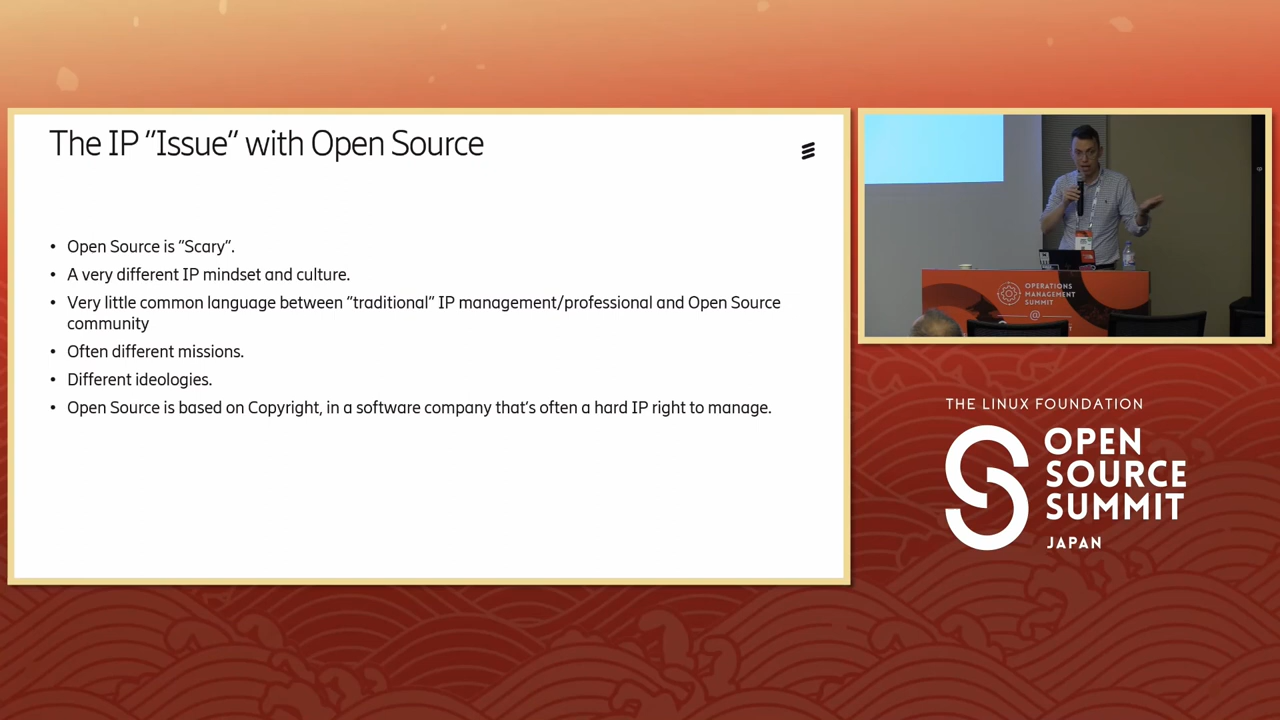 The IP “Issue” with Open Source
• Open Source is “Scary”.
• A very different IP mindset and culture.
• Very little common language between “traditional” IP management/professional and Open Source
community
• Often different missions.
• Different ideologies.
• Open Source is based on Copyright, in a software company that’s often a hard IP right to manage.
OPERATIONS
MANAGEMENT
SUMMIT
@
THE LINUX FOUNDATION
OPEN
SOURCE
SUMMIT
JAPAN